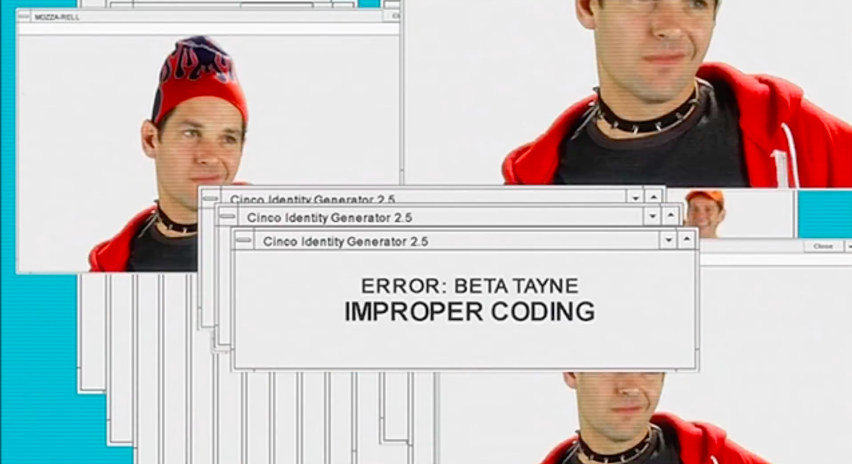 MOZZA-RELL
Cinco Identity Generator 2.5
Cinco Identity Generator 2.5
Cinco Identity Generator 2.5
Close
ERROR: BETA TAYNE
IMPROPER CODING